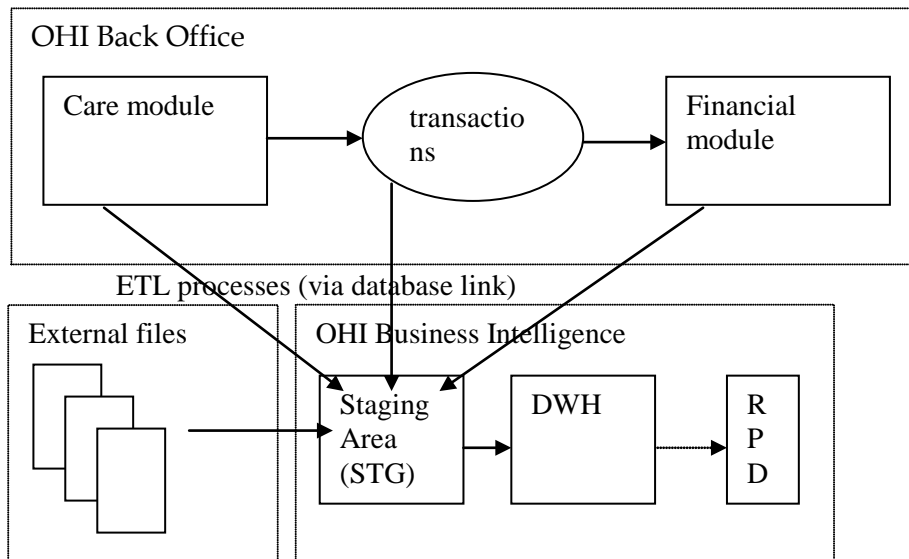 OHI Back Office
Care module
transactio
ns
Financial
module
ETL processes (via database link)
External files
OHI Business Intelligence
Staging
Area
(STG)
DWH
R
P
D